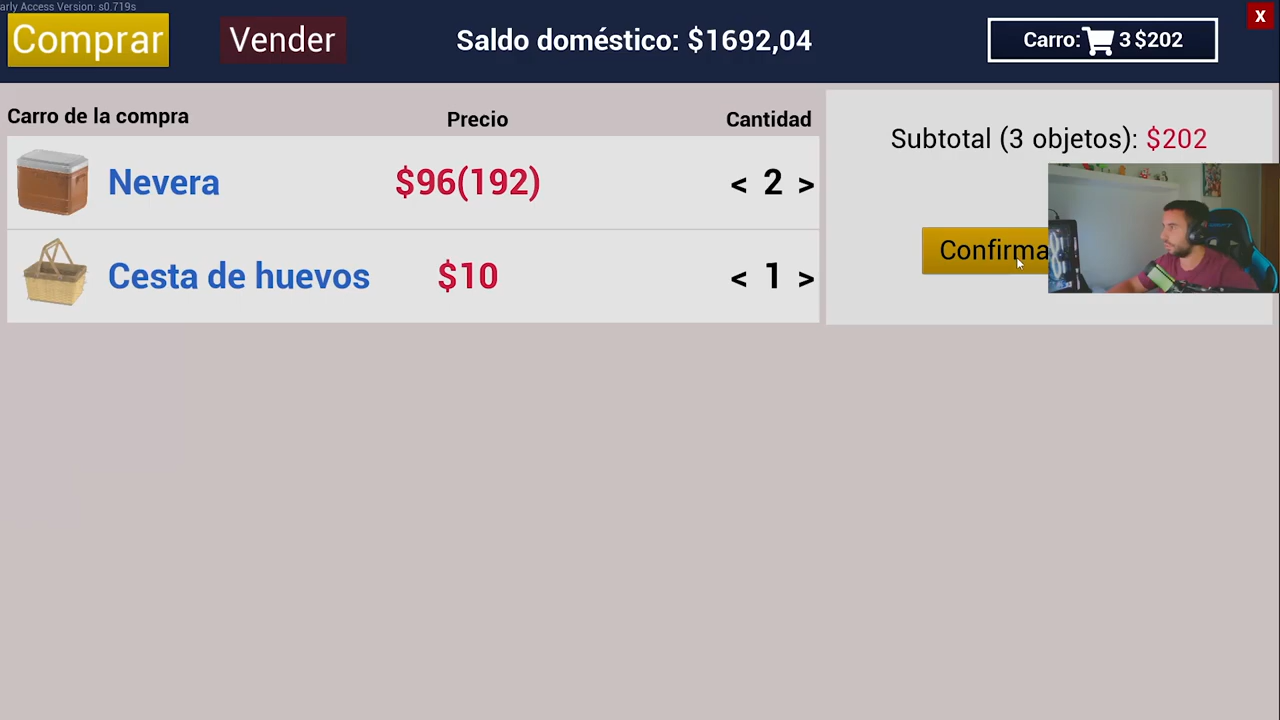 arly Access Version: s0.719s
Comprar
Vender
Saldo doméstico: $1692,04
Carro: 3 $202
X
Carro de la compra
Precio
Cantidad
Nevera
$96(192)
< 2 >
Cesta de huevos
$10
< 1 >
Subtotal (3 objetos): $202
Confirma